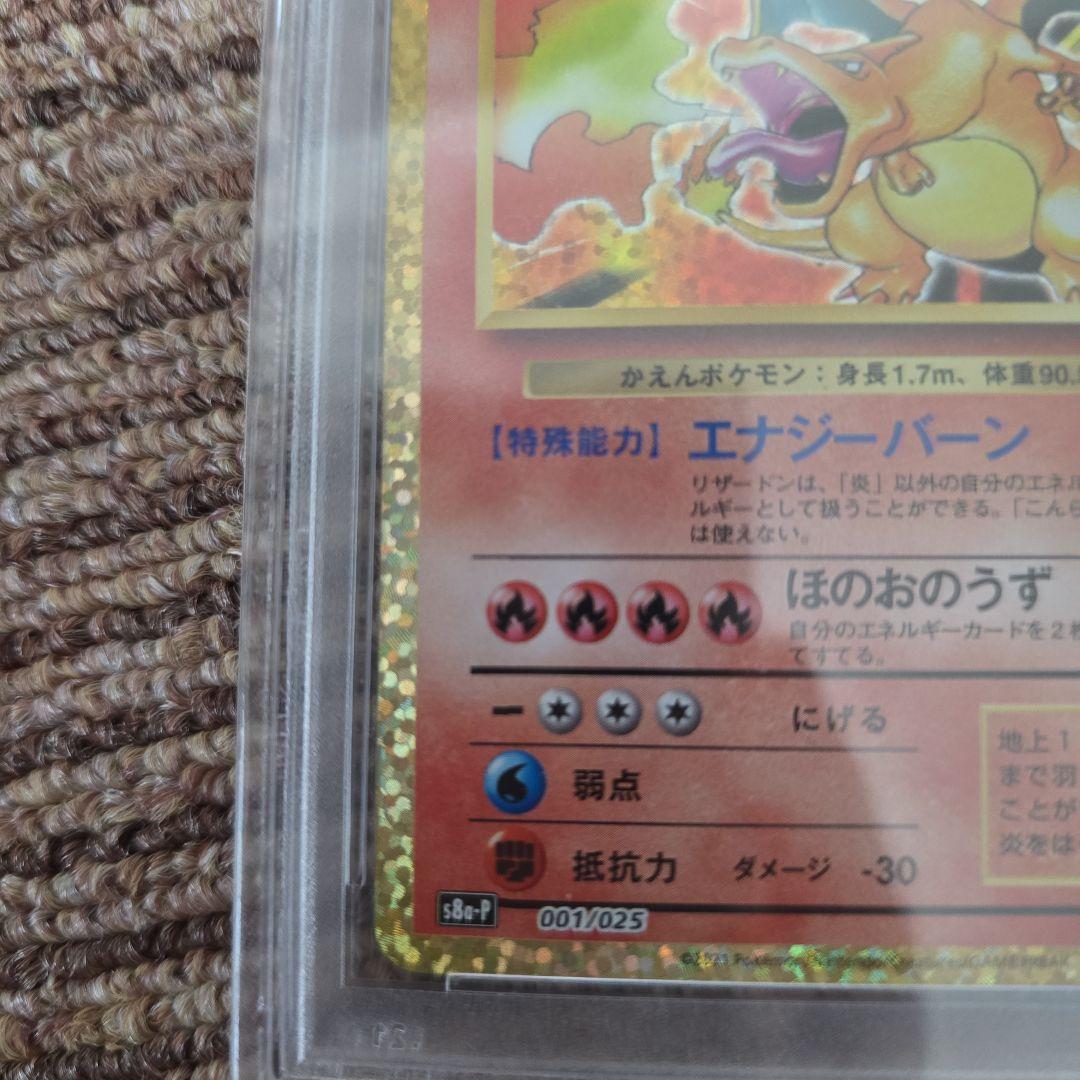 かえんポケモン：身長1.7m、体重90.5
【特殊能力】 エナジーバーン
リザードンは、「炎」以外の自分のエネル
ルギーとして扱うことができる。「こんら
は使えない。
ほのおのうず
自分のエネルギーカードを２枚
てすてる。
にげる
弱点
抵抗力 ダメージ -30
地上１
まで羽
ことが
炎をは
s8a-P 001/025